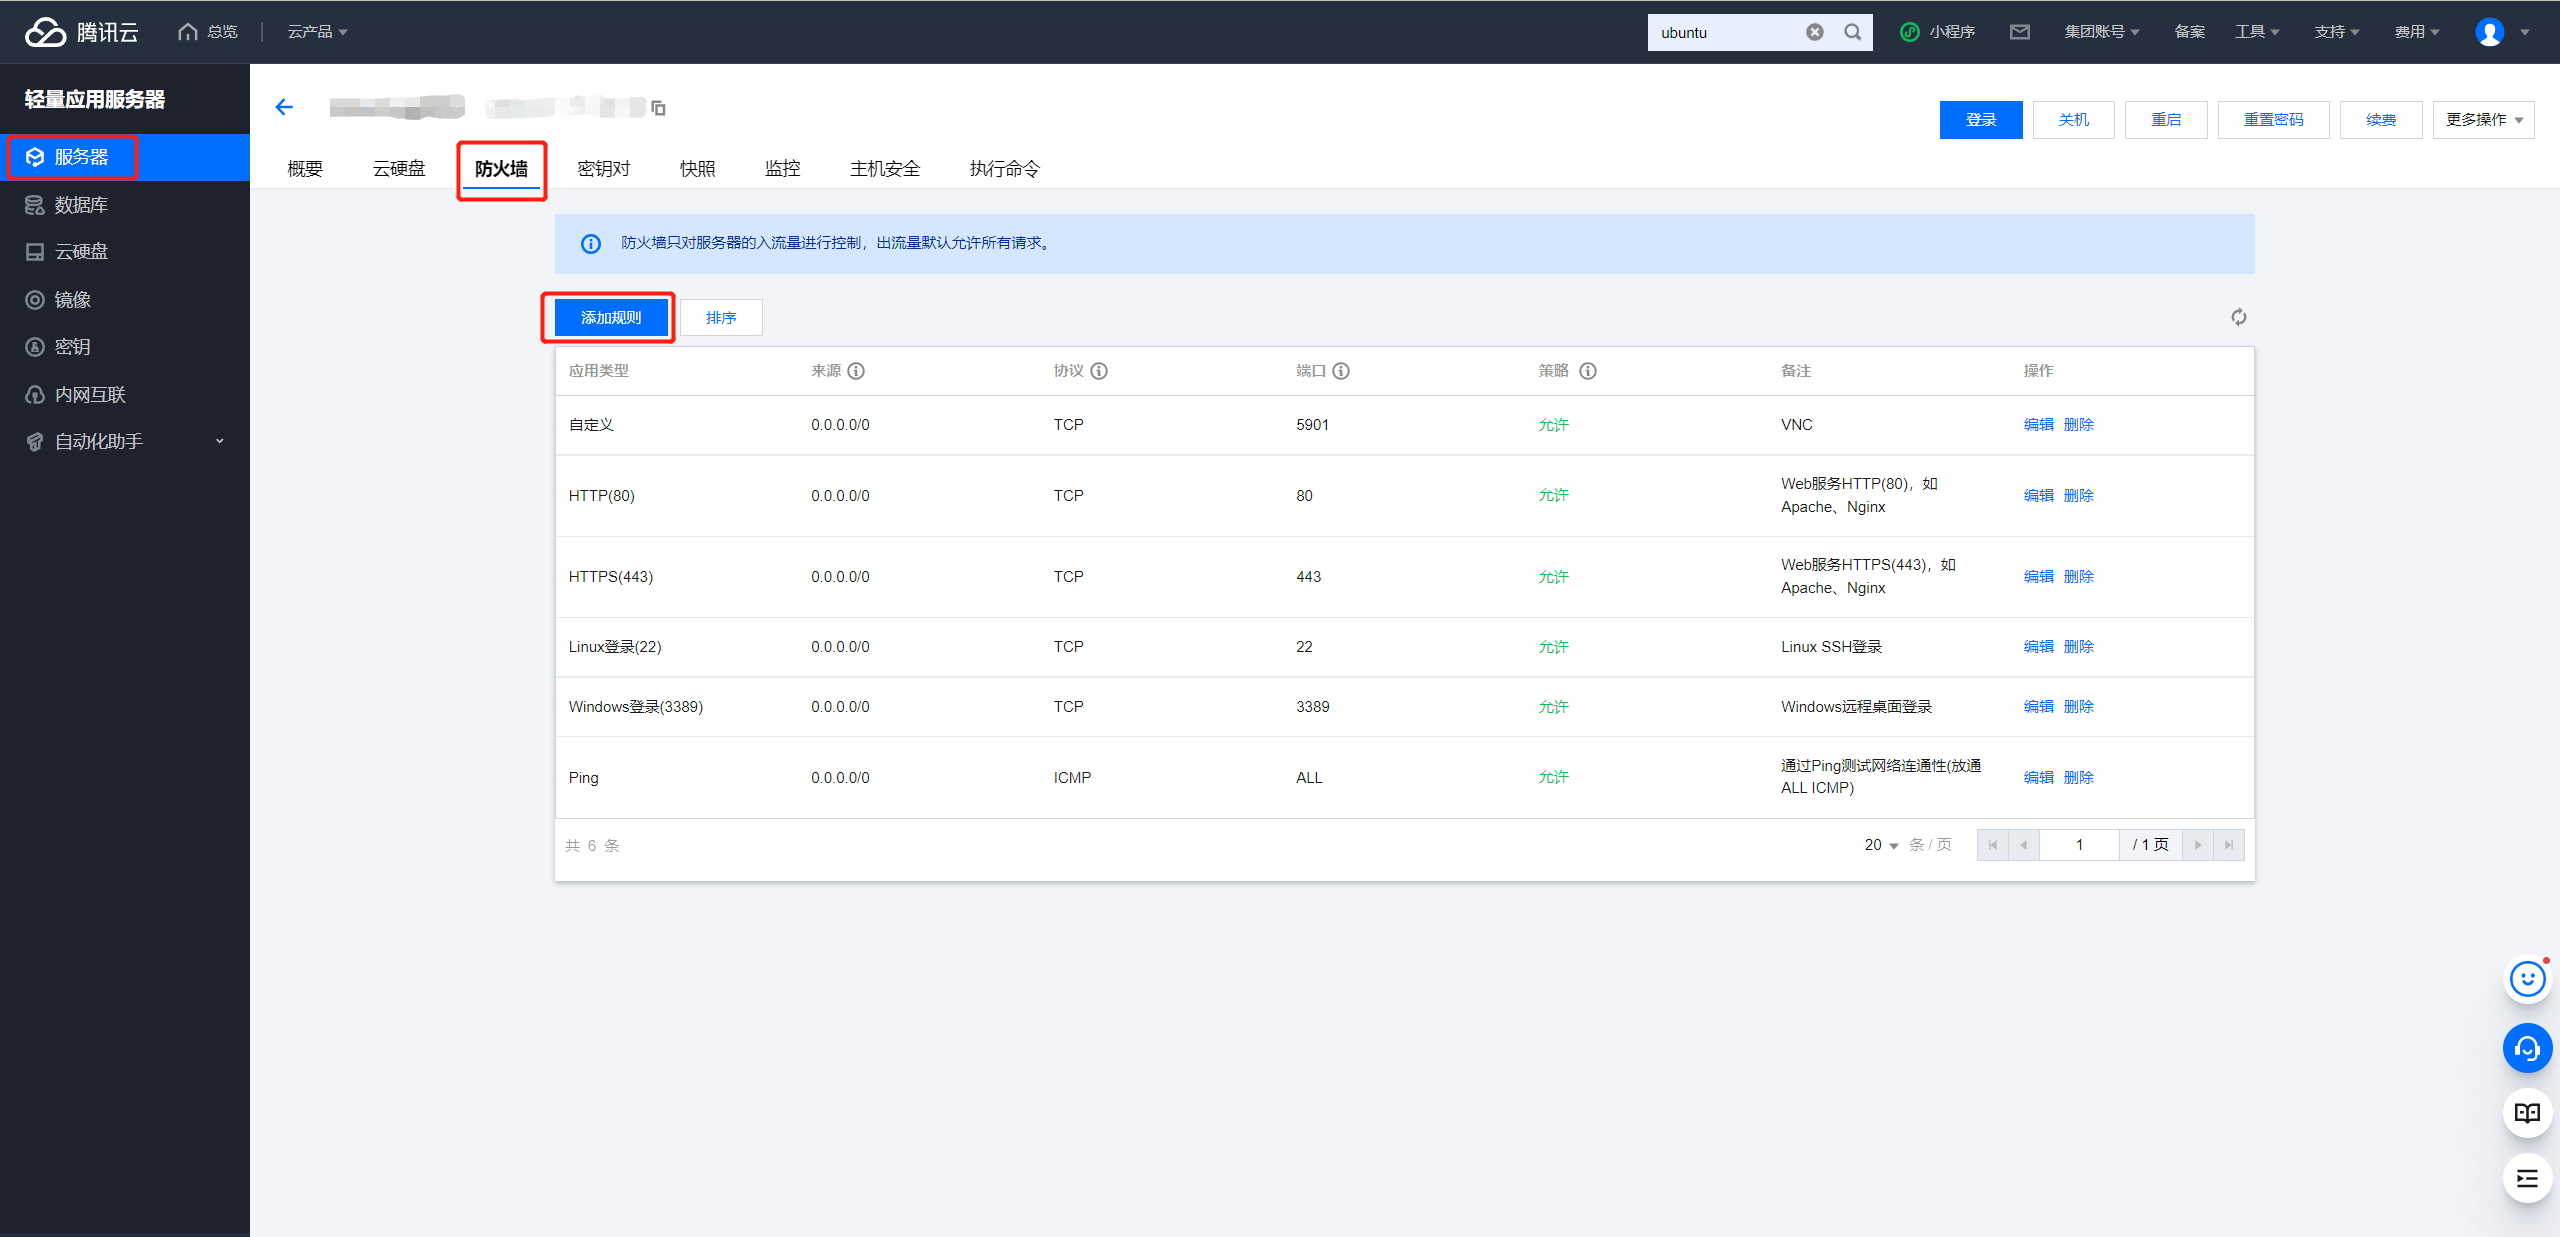 腾讯云 总览 云产品 ubuntu 小程序 集团账号 备案 工具 支持 费用
轻量应用服务器
服务器
数据库
云硬盘
镜像
密钥
内网互联
自动化助手
登录 关机 重启 重置密码 续费 更多操作
概要 云硬盘 防火墙 密钥对 快照 监控 主机安全 执行命令
防火墙只对服务器的入流量进行控制，出流量默认允许所有请求。
添加规则 排序
应用类型 来源 协议 端口 策略 备注 操作
自定义 0.0.0.0/0 TCP 5901 允许 VNC 编辑 删除
HTTP(80) 0.0.0.0/0 TCP 80 允许 Web服务HTTP(80)，如
Apache、Nginx 编辑 删除
HTTPS(443) 0.0.0.0/0 TCP 443 允许 Web服务HTTPS(443)，如
Apache、Nginx 编辑 删除
Linux登录(22) 0.0.0.0/0 TCP 22 允许 Linux SSH登录 编辑 删除
Windows登录(3389) 0.0.0.0/0 TCP 3389 允许 Windows远程桌面登录 编辑 删除
Ping 0.0.0.0/0 ICMP ALL 允许 通过Ping测试网络连通性(放通
ALL ICMP) 编辑 删除
共 6 条 20 条 / 页 1 / 1 页